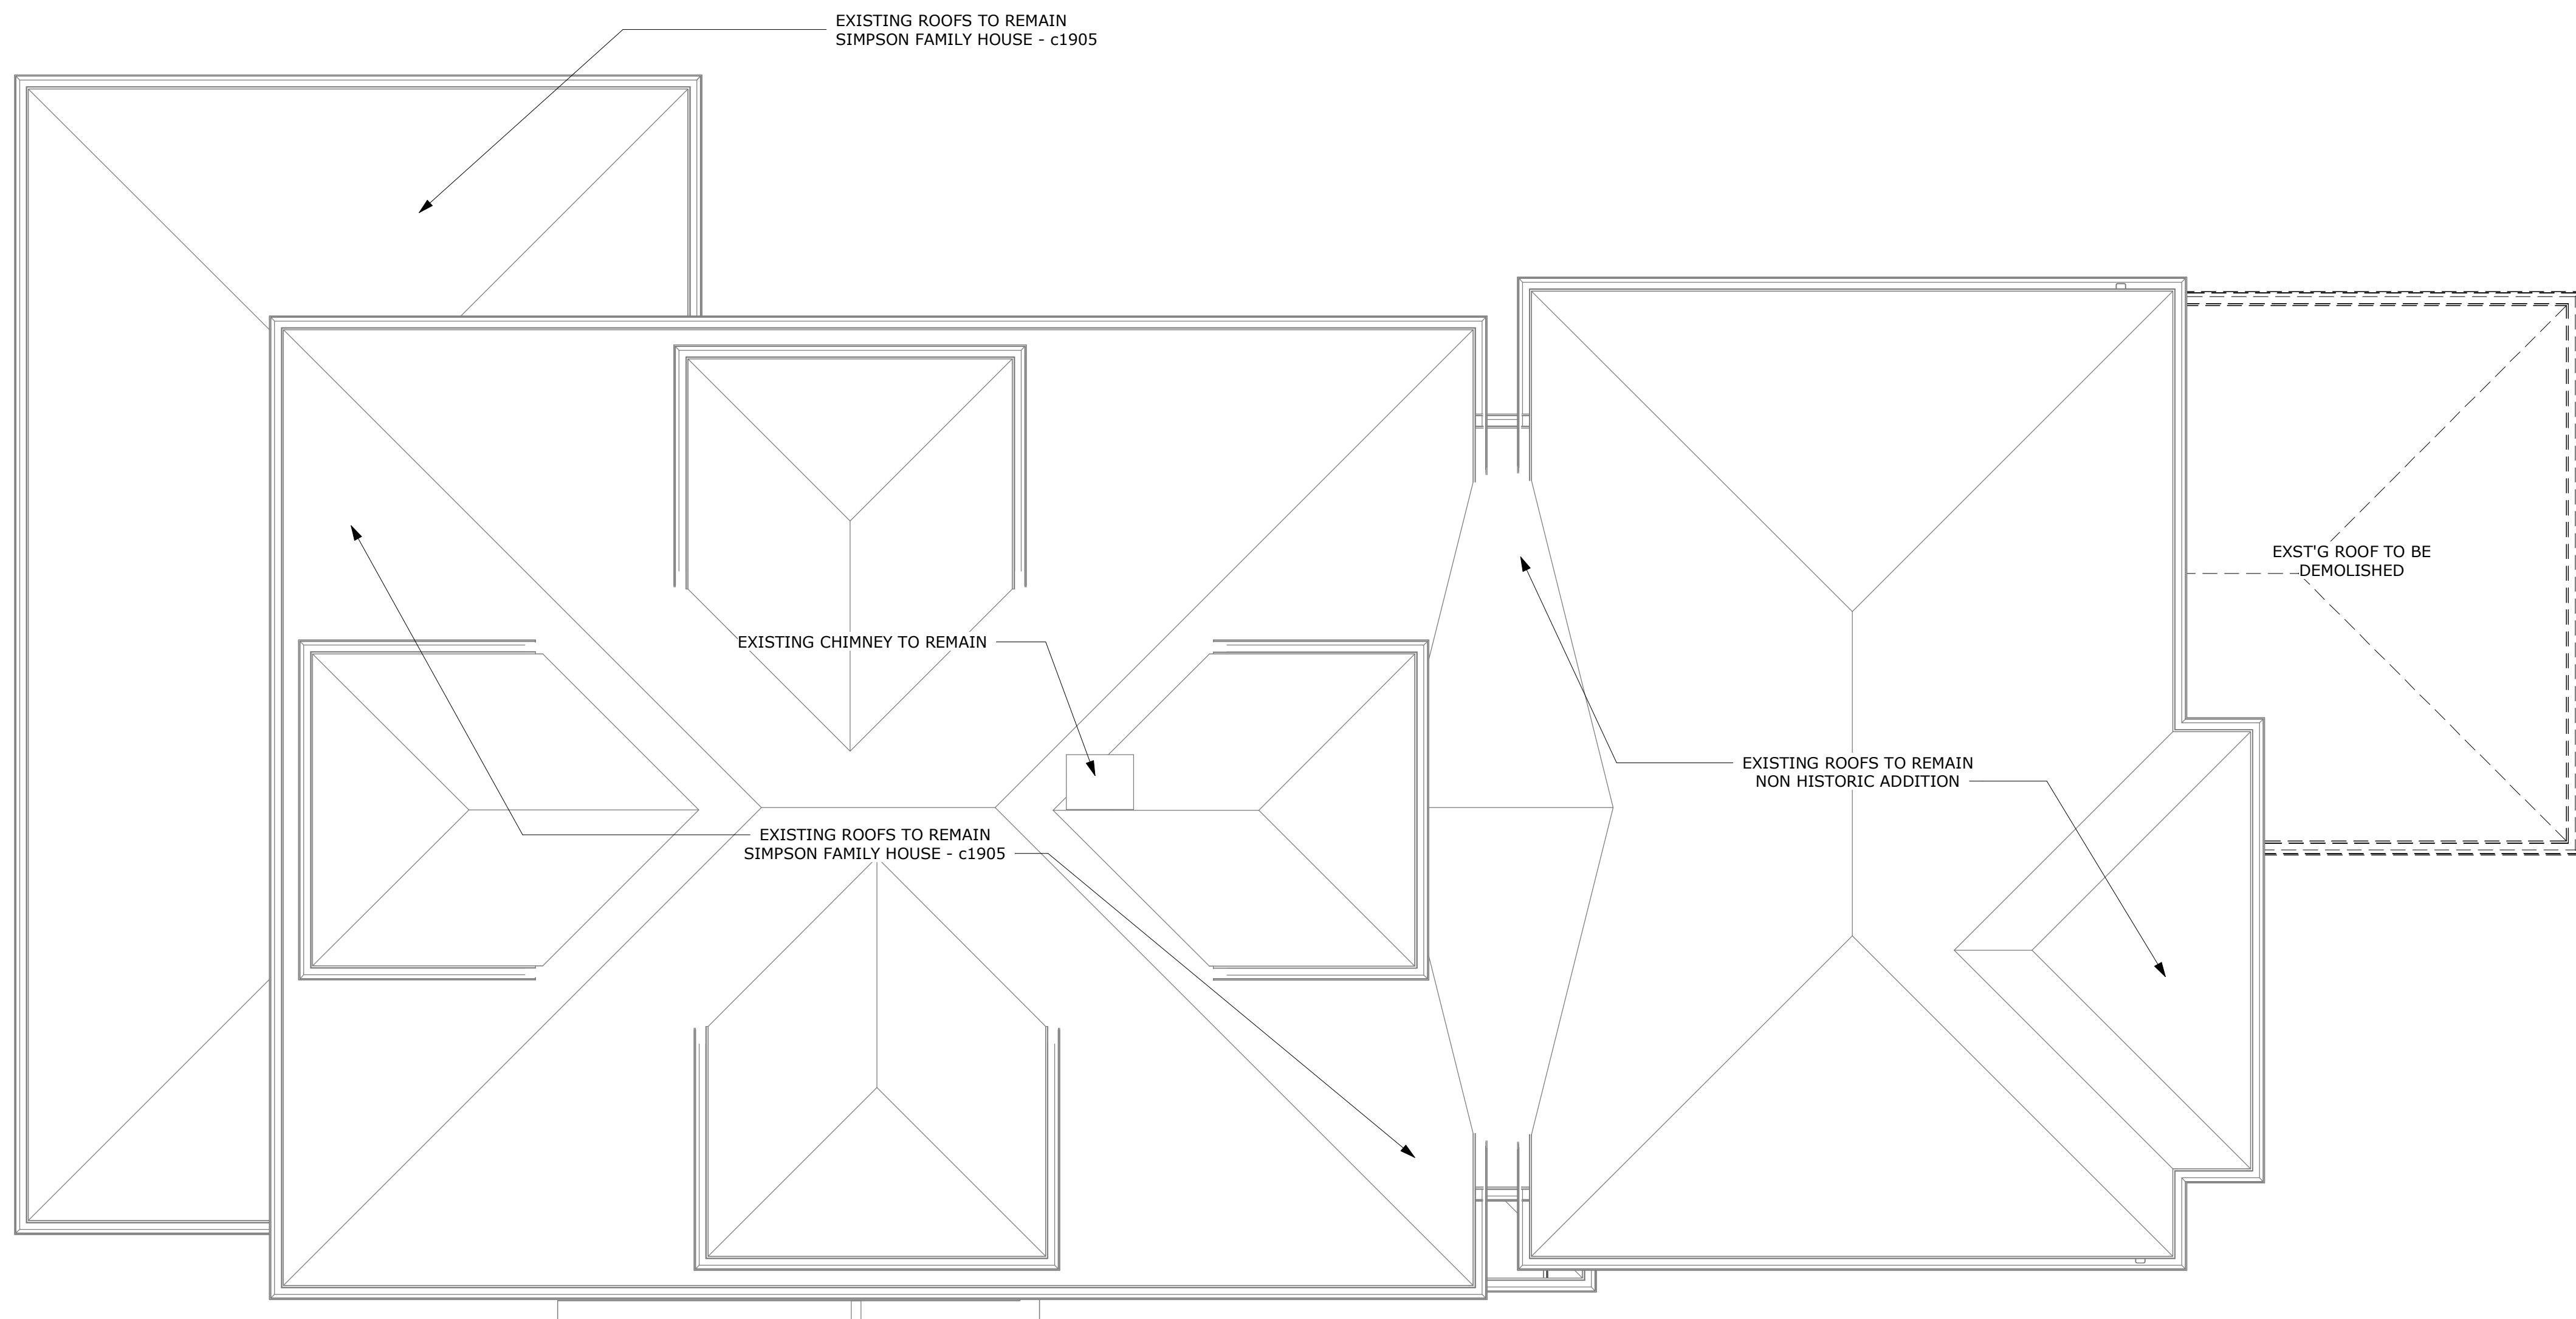 EXISTING ROOFS TO REMAIN
SIMPSON FAMILY HOUSE - c1905
EXST'G ROOF TO BE
DEMOLISHED
EXISTING CHIMNEY TO REMAIN
EXISTING ROOFS TO REMAIN
NON HISTORIC ADDITION
EXISTING ROOFS TO REMAIN
SIMPSON FAMILY HOUSE - c1905